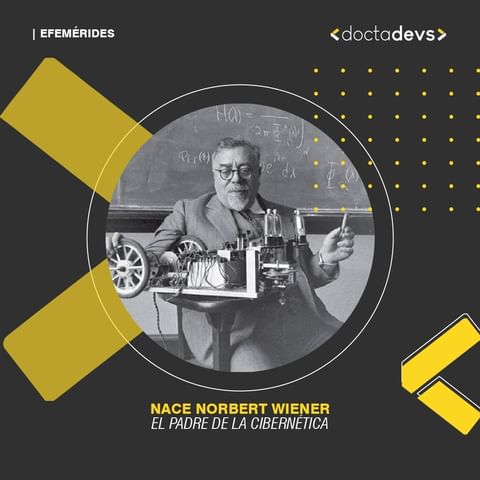 | EFEMÉRIDES
<doctadevs>
NACE NORBERT WIENER
EL PADRE DE LA CIBERNÉTICA